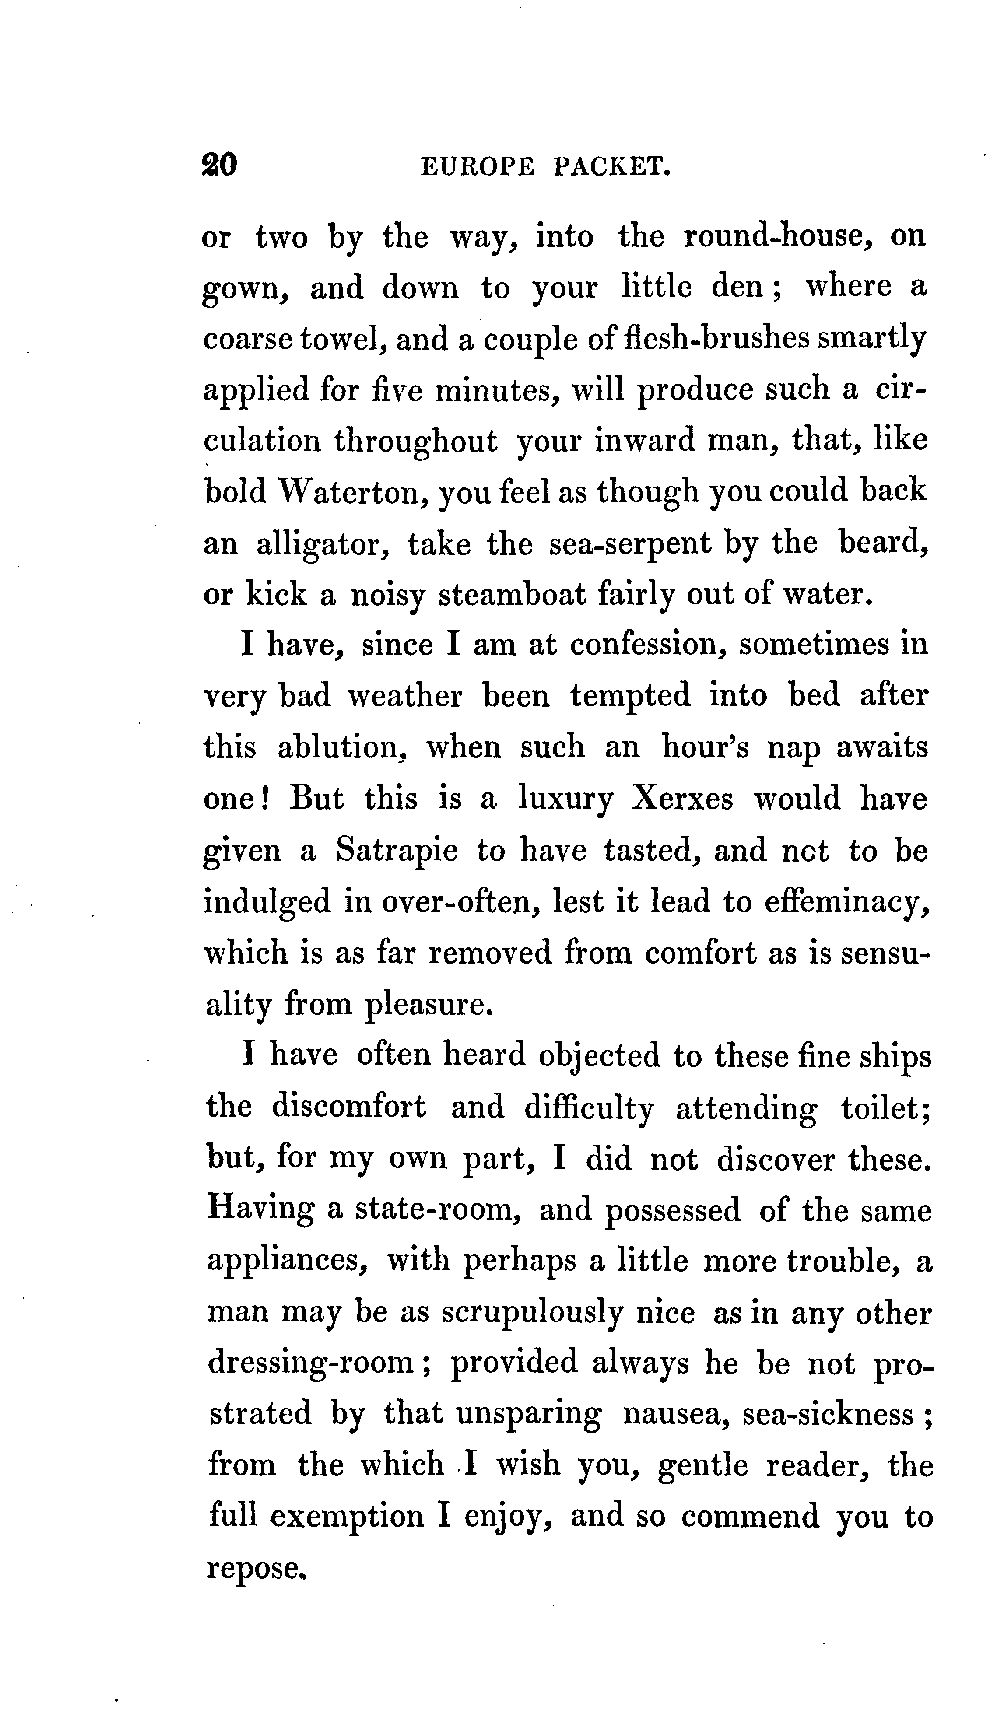 20 EUROPE PACKET.
or two by the way, into the round-house, on
gown, and down to your little den; where a
coarse towel, and a couple of flesh-brushes smartly
applied for five minutes, will produce such a cir-
culation throughout your inward man, that, like
bold Waterton, you feel as though you could back
an alligator, take the sea-serpent by the beard,
or kick a noisy steamboat fairly out of water.
I have, since I am at confession, sometimes in
very bad weather been tempted into bed after
this ablution, when such an hour's nap awaits
one! But this is a luxury Xerxes would have
given a Satrapie to have tasted, and not to be
indulged in over-often, lest it lead to effeminacy,
which is as far removed from comfort as is sensu-
ality from pleasure.
I have often heard objected to these fine ships
the discomfort and difficulty attending toilet;
but, for my own part, I did not discover these.
Having a state-room, and possessed of the same
appliances, with perhaps a little more trouble, a
man may be as scrupulously nice as in any other
dressing-room; provided always he be not pro-
strated by that unsparing nausea, sea-sickness;
from the which I wish you, gentle reader, the
full exemption I enjoy, and so commend you to
repose.